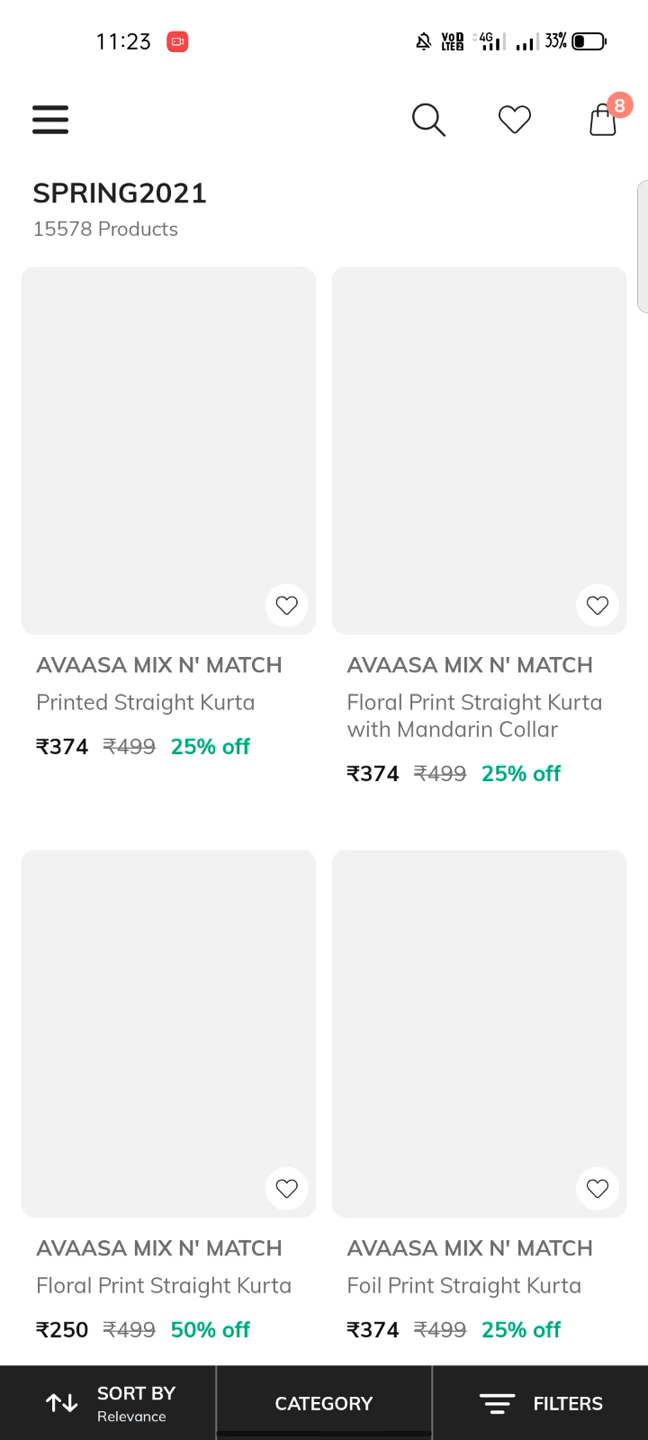 11:23
VoD LTE2 4G 33%
8
SPRING2021
15578 Products
AVAASA MIX N' MATCH
Printed Straight Kurta
₹374 ₹499 25% off
AVAASA MIX N' MATCH
Floral Print Straight Kurta
with Mandarin Collar
₹374 ₹499 25% off
AVAASA MIX N' MATCH
Floral Print Straight Kurta
₹250 ₹499 50% off
AVAASA MIX N' MATCH
Foil Print Straight Kurta
₹374 ₹499 25% off
SORT BY
Relevance
CATEGORY
FILTERS